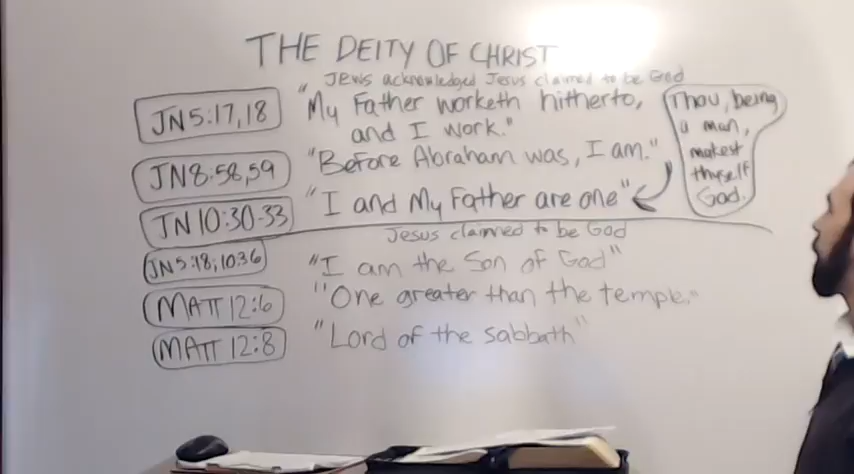 THE DEITY OF CHRIST
Jews acknowledged Jesus claimed to be God
JN 5:17,18
"My Father worketh hitherto,
and I work."
JN 8:58,59
"Before Abraham was, I am."
JN 10:30-33
"I and My Father are one"
Thou, being
a man,
makest
thyself
God.
Jesus claimed to be God
JN 5:18; 10:36
"I am the Son of God"
MATT 12:6
"One greater than the temple."
MATT 12:8
"Lord of the sabbath"